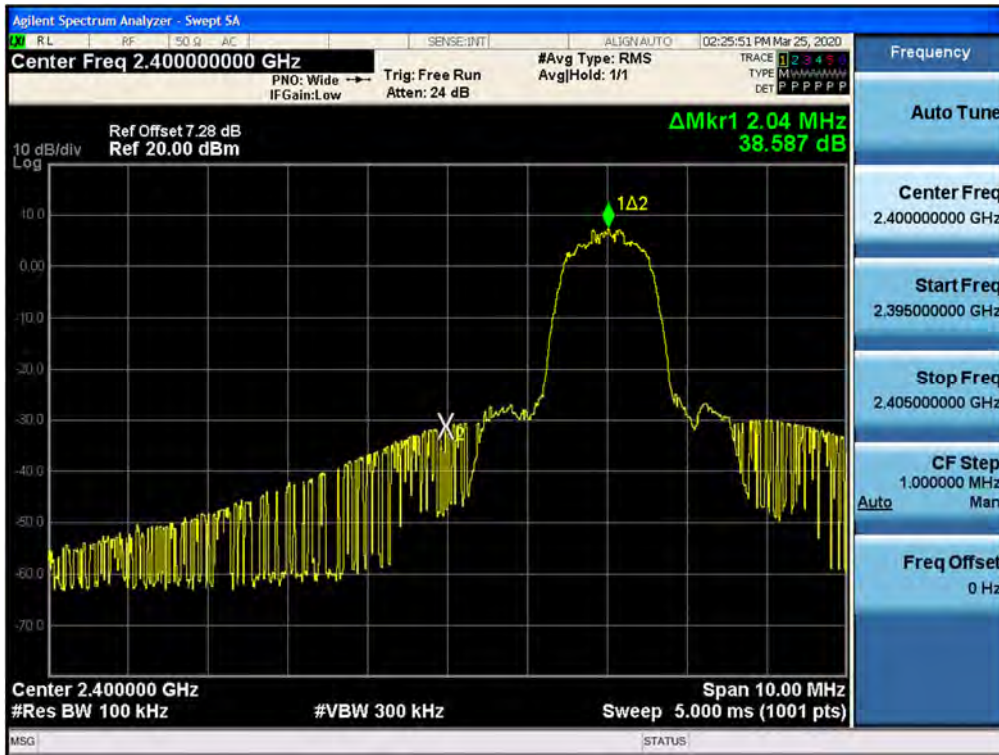 Agilent Spectrum Analyzer - Swept SA
LXI RL RF 50 Ω AC SENSE:INT ALIGN AUTO 02:25:51 PM Mar 25, 2020
Center Freq 2.400000000 GHz
PNO: Wide
IFGain:Low
Trig: Free Run
Atten: 24 dB
#Avg Type: RMS
Avg|Hold: 1/1
TRACE 1 2 3 4 5 6
TYPE M
DET P P P P P P
Frequency
Auto Tune
Center Freq
2.400000000 GHz
Start Freq
2.395000000 GHz
Stop Freq
2.405000000 GHz
CF Step
1.000000 MHz
Auto Man
Freq Offset
0 Hz
ΔMkr1 2.04 MHz
38.587 dB
Ref Offset 7.28 dB
10 dB/div Ref 20.00 dBm
Log
1Δ2
10.0
0.00
-10.0
-20.0
-30.0
2
-40.0
-50.0
-60.0
-70.0
Center 2.400000 GHz Span 10.00 MHz
#Res BW 100 kHz #VBW 300 kHz Sweep 5.000 ms (1001 pts)
MSG STATUS